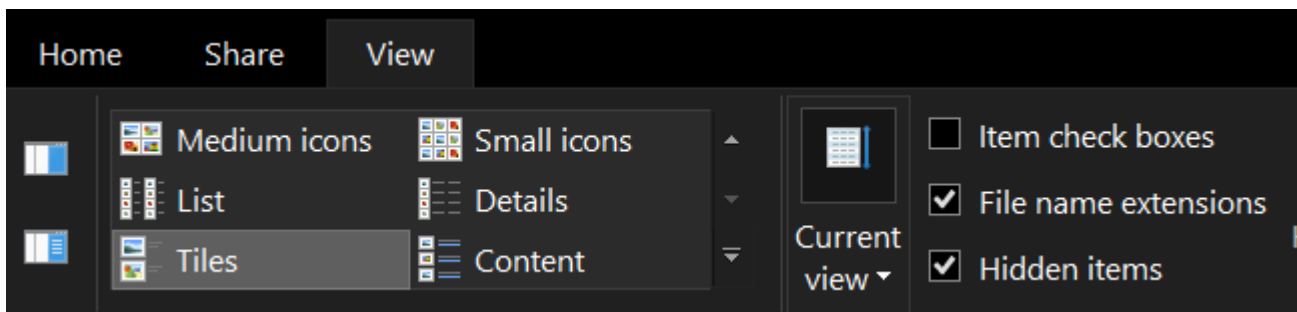 Home Share View
Medium icons
Small icons
List
Details
Tiles
Content
Current
view
Item check boxes
File name extensions
Hidden items